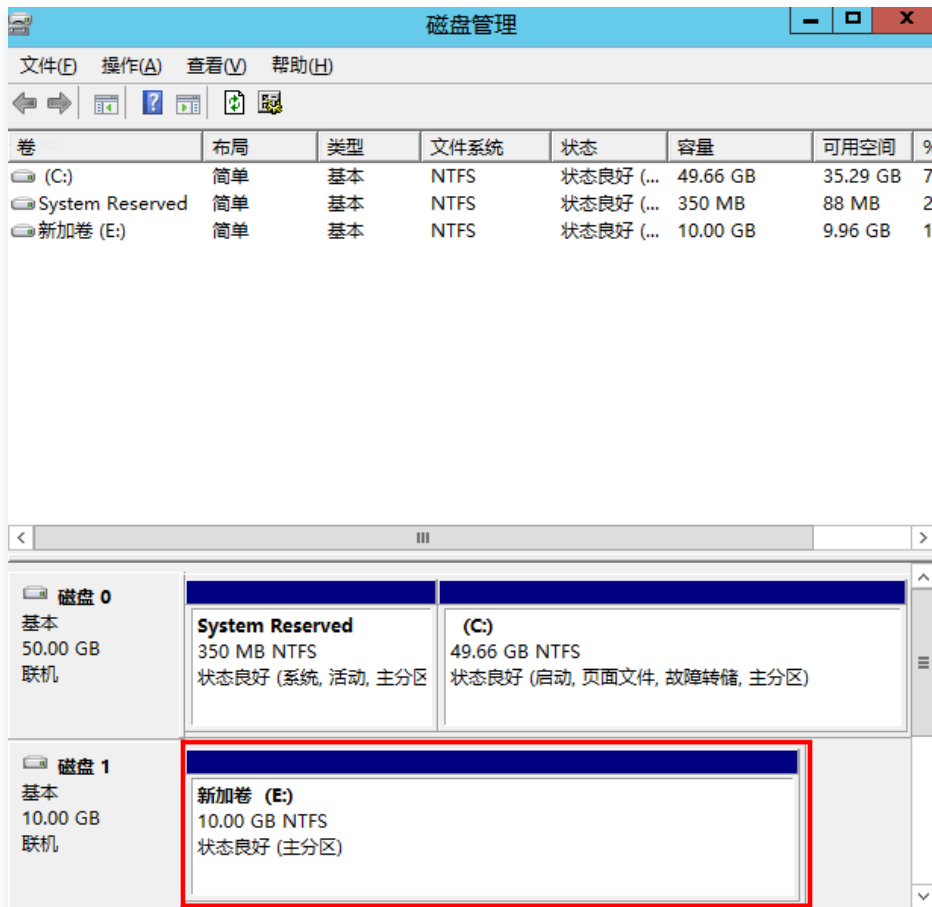 磁盘管理
文件(F) 操作(A) 查看(V) 帮助(H)
卷 布局 类型 文件系统 状态 容量 可用空间 %
(C:) 简单 基本 NTFS 状态良好 (... 49.66 GB 35.29 GB 7
System Reserved 简单 基本 NTFS 状态良好 (... 350 MB 88 MB 2
新加卷 (E:) 简单 基本 NTFS 状态良好 (... 10.00 GB 9.96 GB 1
磁盘 0
基本
50.00 GB
联机
System Reserved
350 MB NTFS
状态良好 (系统, 活动, 主分区
(C:)
49.66 GB NTFS
状态良好 (启动, 页面文件, 故障转储, 主分区)
磁盘 1
基本
10.00 GB
联机
新加卷 (E:)
10.00 GB NTFS
状态良好 (主分区)